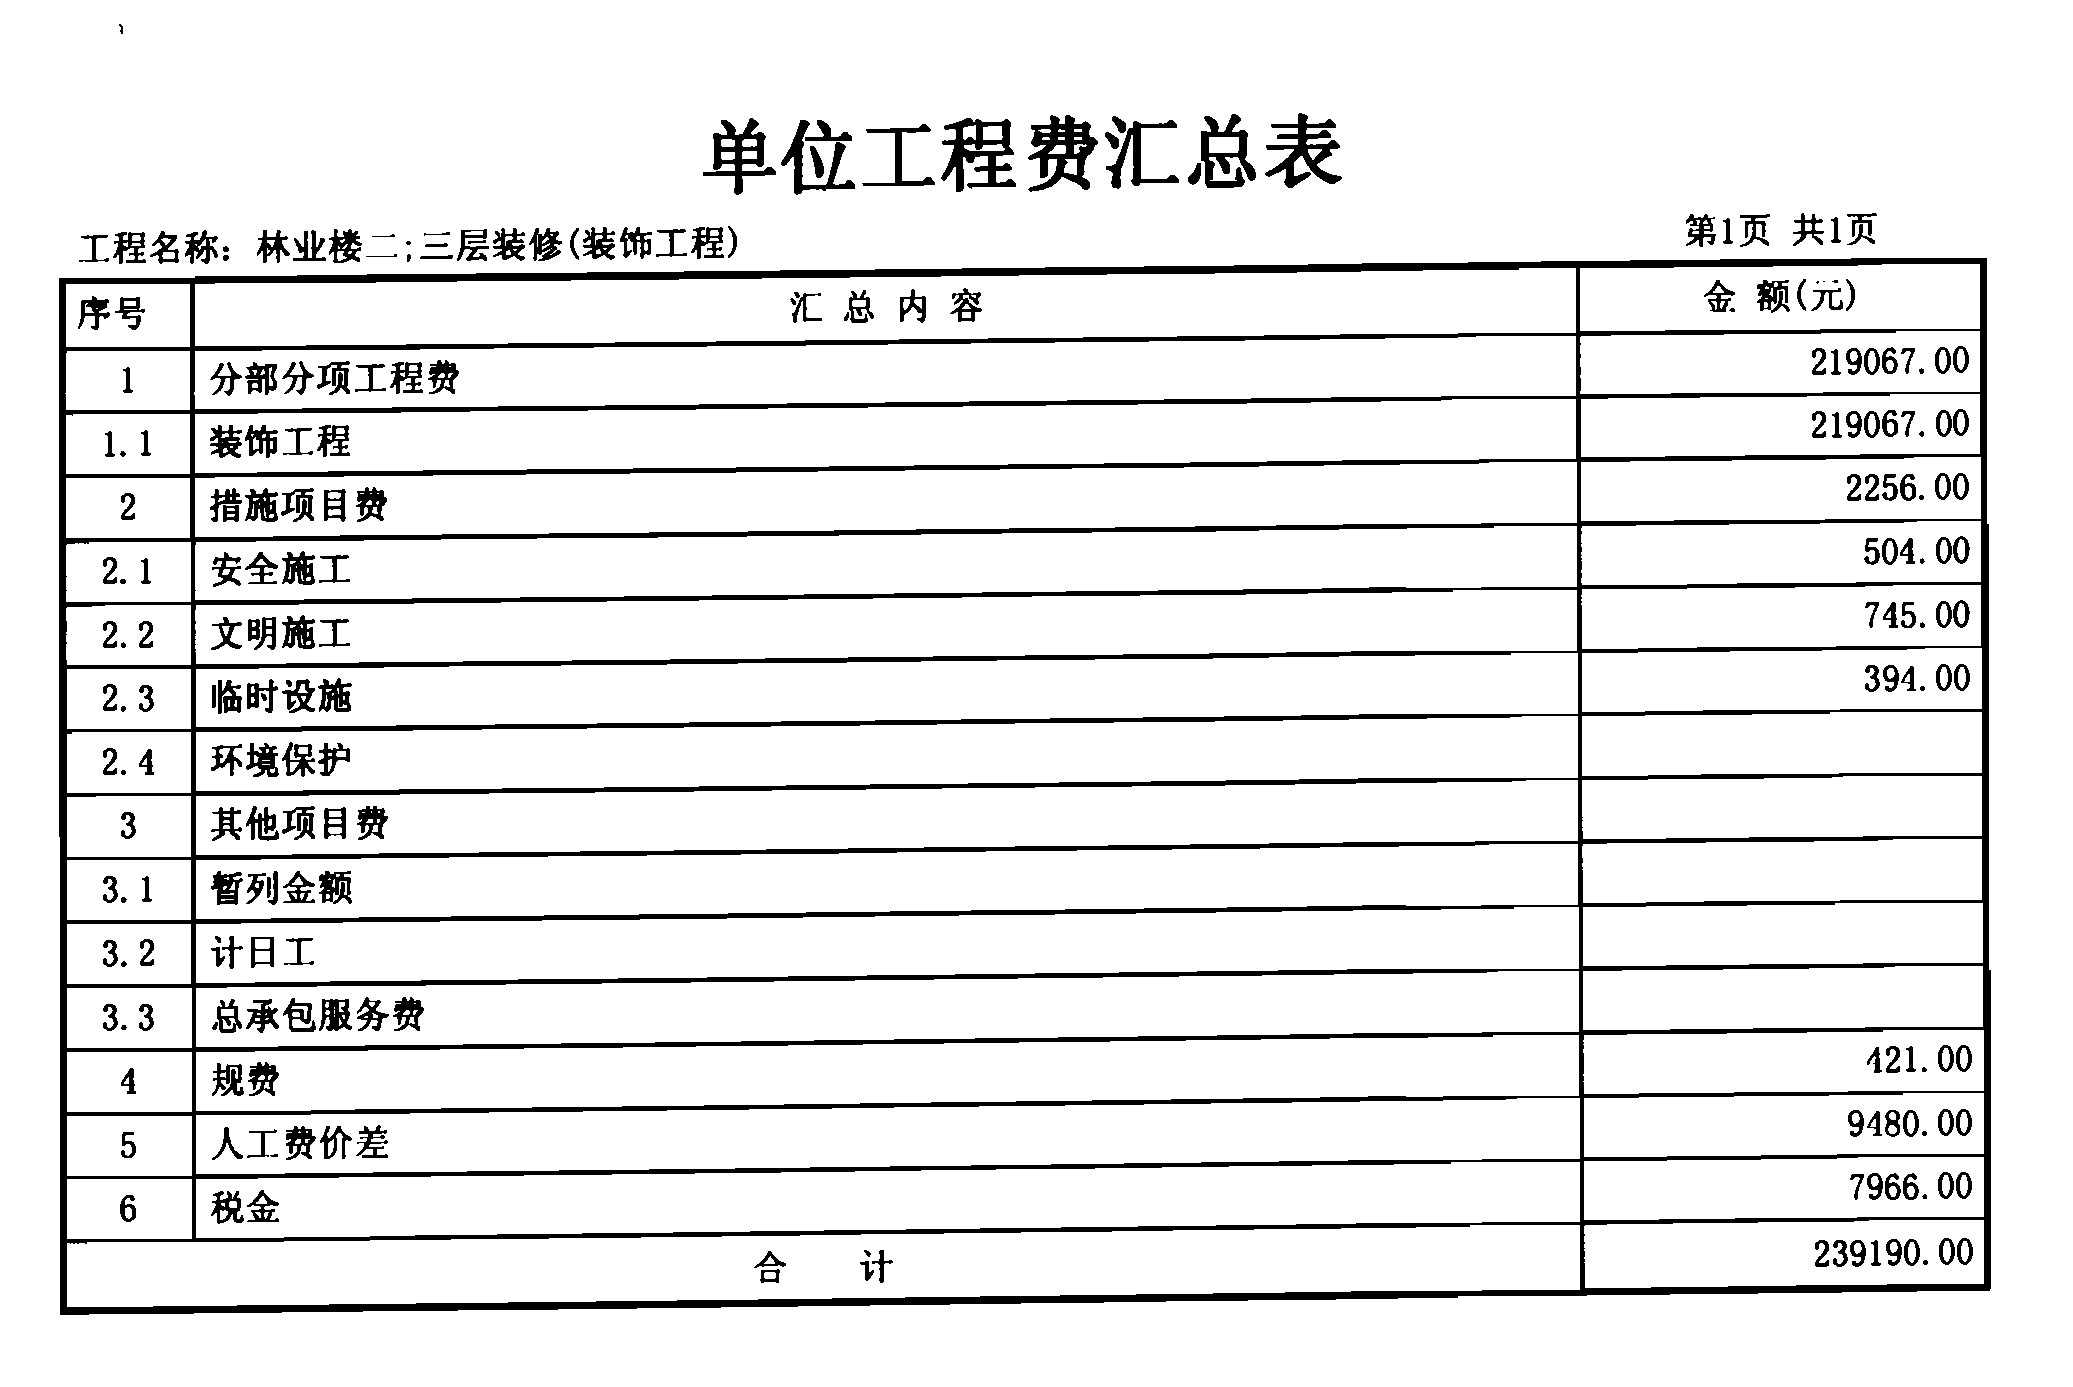 单位工程费汇总表
工程名称：林业楼二;三层装修(装饰工程) 第1页 共1页
序号 汇 总 内 容 金 额(元)
1 分部分项工程费 219067.00
1.1 装饰工程 219067.00
2 措施项目费 2256.00
2.1 安全施工 504.00
2.2 文明施工 745.00
2.3 临时设施 394.00
2.4 环境保护
3 其他项目费
3.1 暂列金额
3.2 计日工
3.3 总承包服务费
4 规费 421.00
5 人工费价差 9480.00
6 税金 7966.00
合 计 239190.00